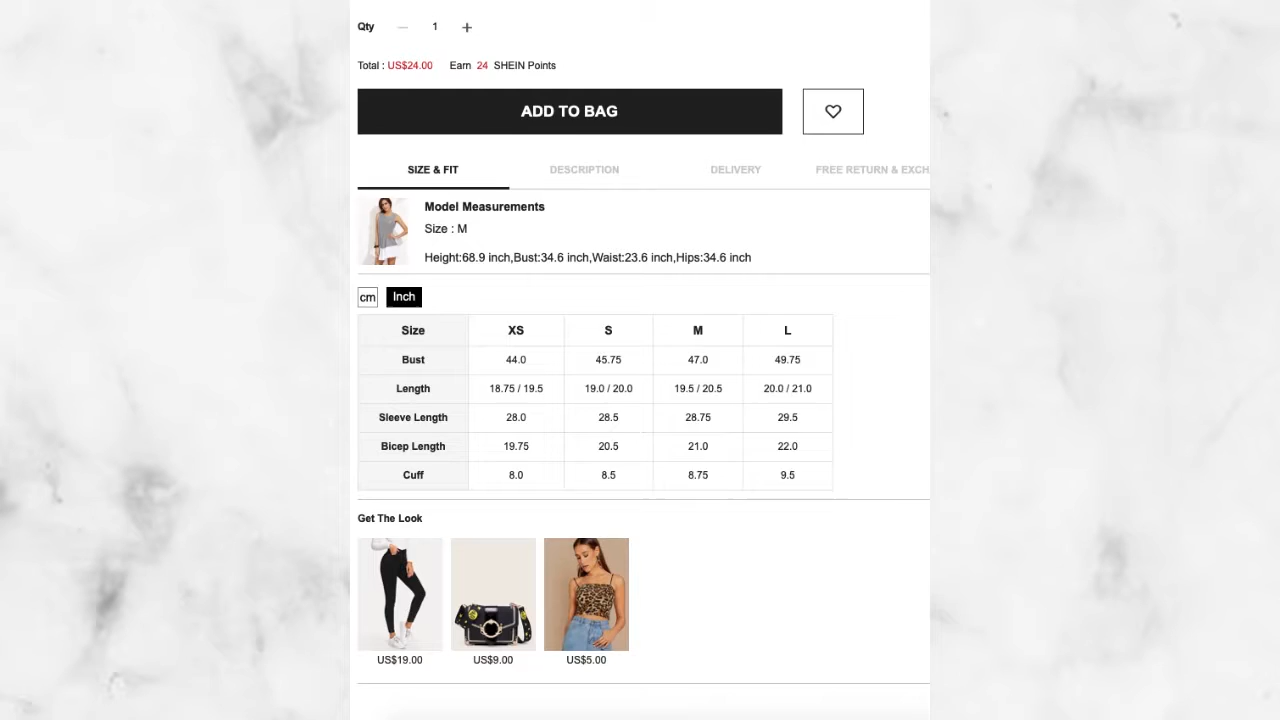 Qty — 1 +
Total : US$24.00 Earn 24 SHEIN Points
ADD TO BAG
SIZE & FIT DESCRIPTION DELIVERY FREE RETURN & EXCH
Model Measurements
Size : M
Height:68.9 inch,Bust:34.6 inch,Waist:23.6 inch,Hips:34.6 inch
cm Inch
Size XS S M L
Bust 44.0 45.75 47.0 49.75
Length 18.75 / 19.5 19.0 / 20.0 19.5 / 20.5 20.0 / 21.0
Sleeve Length 28.0 28.5 28.75 29.5
Bicep Length 19.75 20.5 21.0 22.0
Cuff 8.0 8.5 8.75 9.5
Get The Look
US$19.00 US$9.00 US$5.00